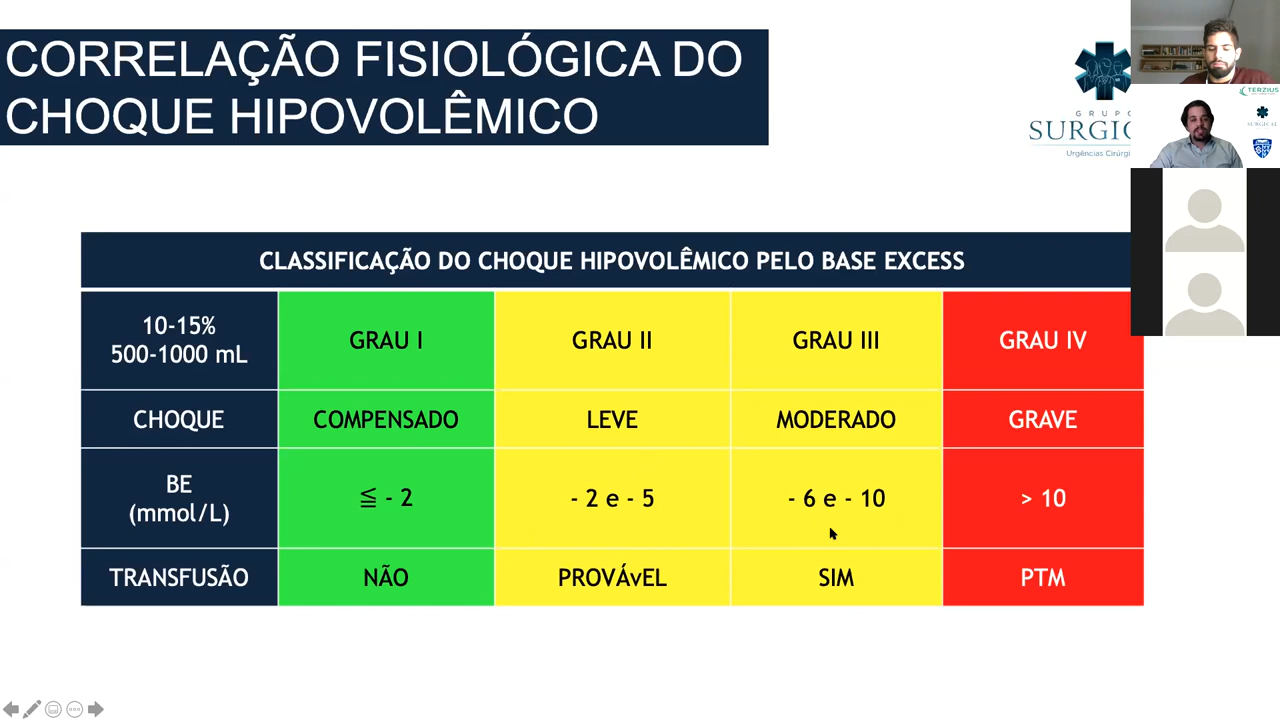 CORRELAÇÃO FISIOLÓGICA DO
CHOQUE HIPOVOLÊMICO
GRUPO
SURGIC
Urgências Cirúrgi
TERZIUS
SURGICAL
CLASSIFICAÇÃO DO CHOQUE HIPOVOLÊMICO PELO BASE EXCESS
10-15%
500-1000 mL
GRAU I
GRAU II
GRAU III
GRAU IV
CHOQUE
COMPENSADO
LEVE
MODERADO
GRAVE
BE
(mmol/L)
≦ - 2
- 2 e - 5
- 6 e - 10
> 10
TRANSFUSÃO
NÃO
PROVÁvEL
SIM
PTM